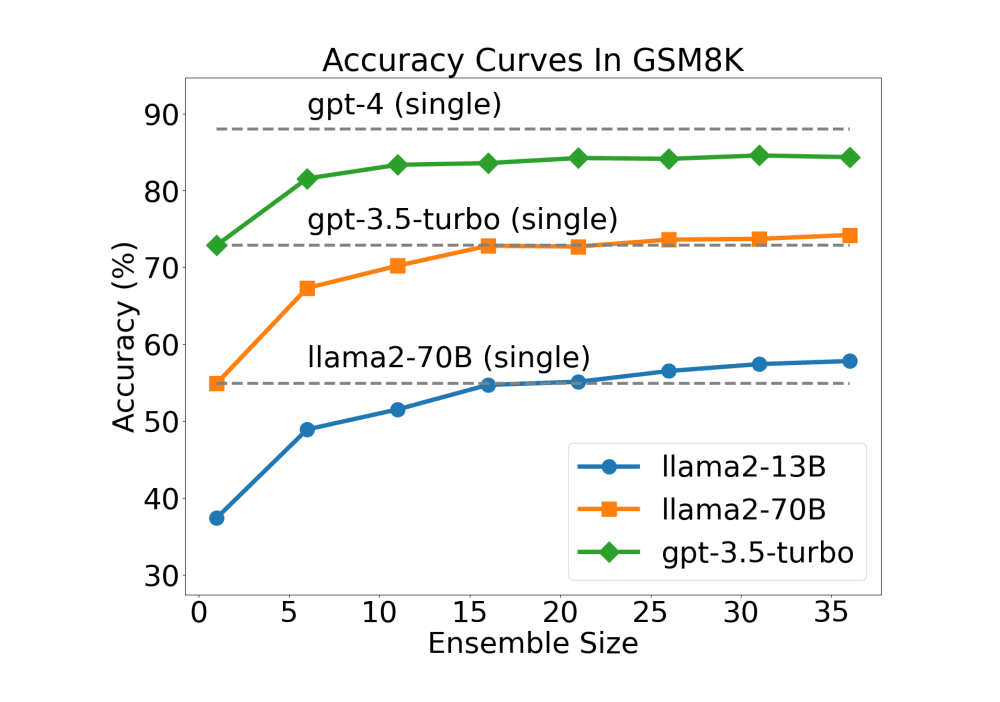 Accuracy Curves In GSM8K
gpt-4 (single)
gpt-3.5-turbo (single)
llama2-70B (single)
90
80
70
60
50
40
30
Accuracy (%)
llama2-13B
llama2-70B
gpt-3.5-turbo
0 5 10 15 20 25 30 35
Ensemble Size